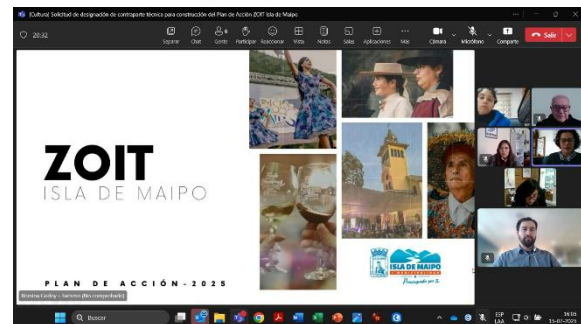 [Cultura] Solicitud de designación de contraparte técnica para construcción del Plan de Acción ZOIT Isla de Maipo
20:32
Separar
Chat
Gente
Participar
Reaccionar
Vista
Notas
Salas
Aplicaciones
Más
Cámara
Micrófono
Compartir
Salir
ZOIT
ISLA DE MAIPO
ISLA DE MAIPO
MUNICIPALIDAD
PLAN DE ACCIÓN-2025
Buscar
ESP
LAA